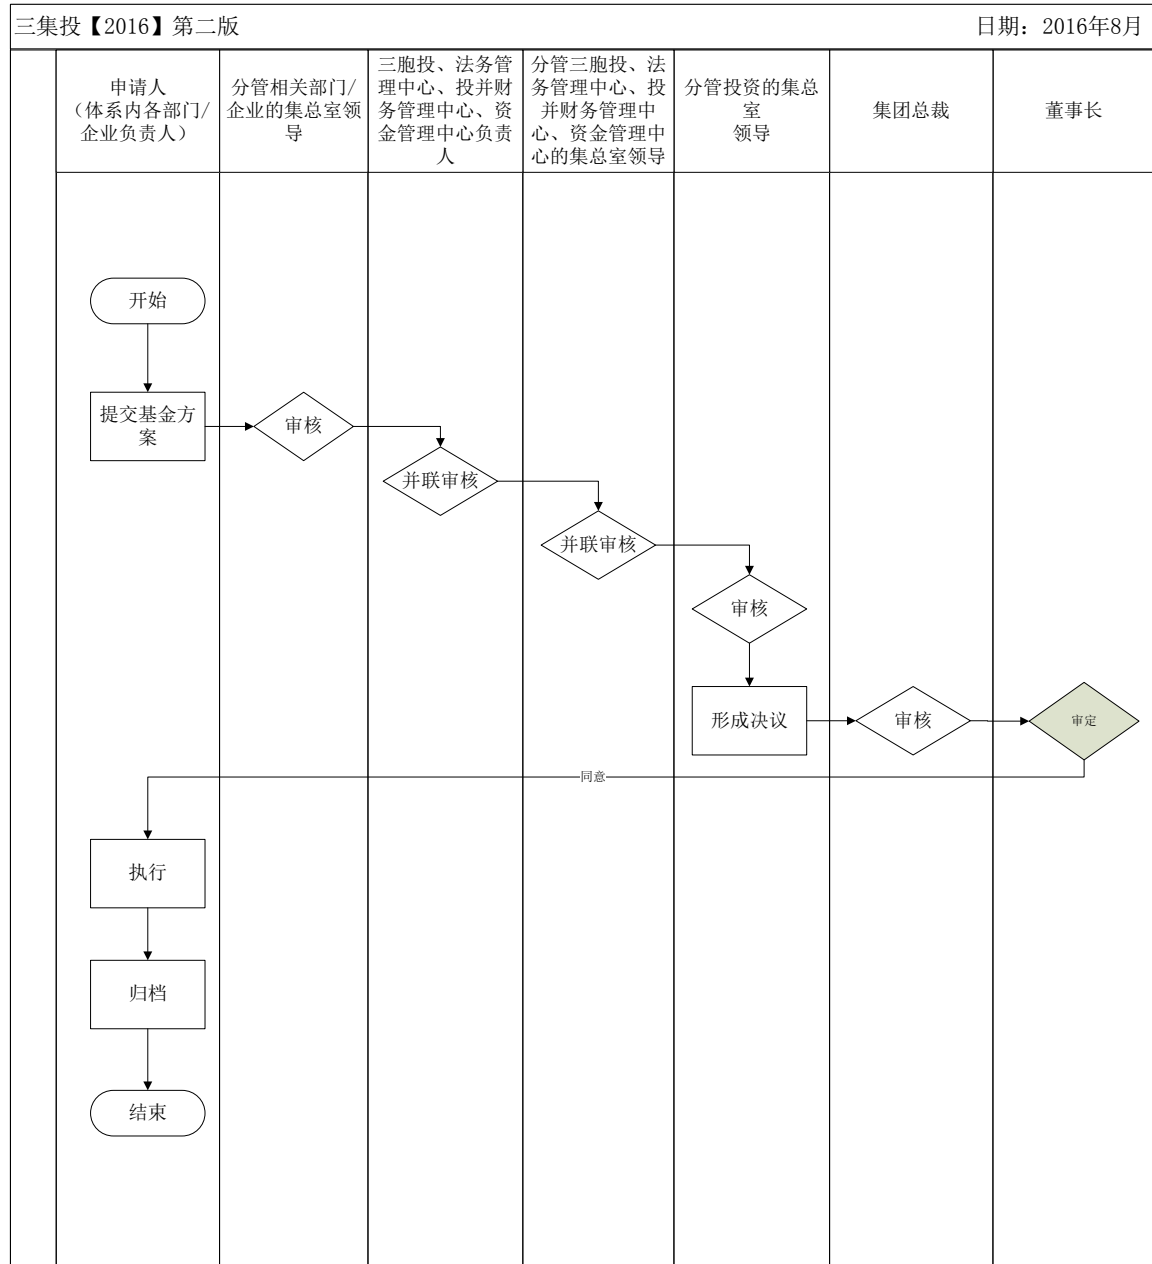 三集投【2016】第二版
日期：2016年8月
申请人
（体系内各部门/
企业负责人）
分管相关部门/
企业的集总室领
导
三胞投、法务管
理中心、投并财
务管理中心、资
金管理中心负责
人
分管三胞投、法
务管理中心、投
并财务管理中
心、资金管理中
心的集总室领导
分管投资的集总
室
领导
集团总裁
董事长
开始
提交基金方
案
审核
并联审核
并联审核
审核
形成决议
审核
审定
同意
执行
归档
结束